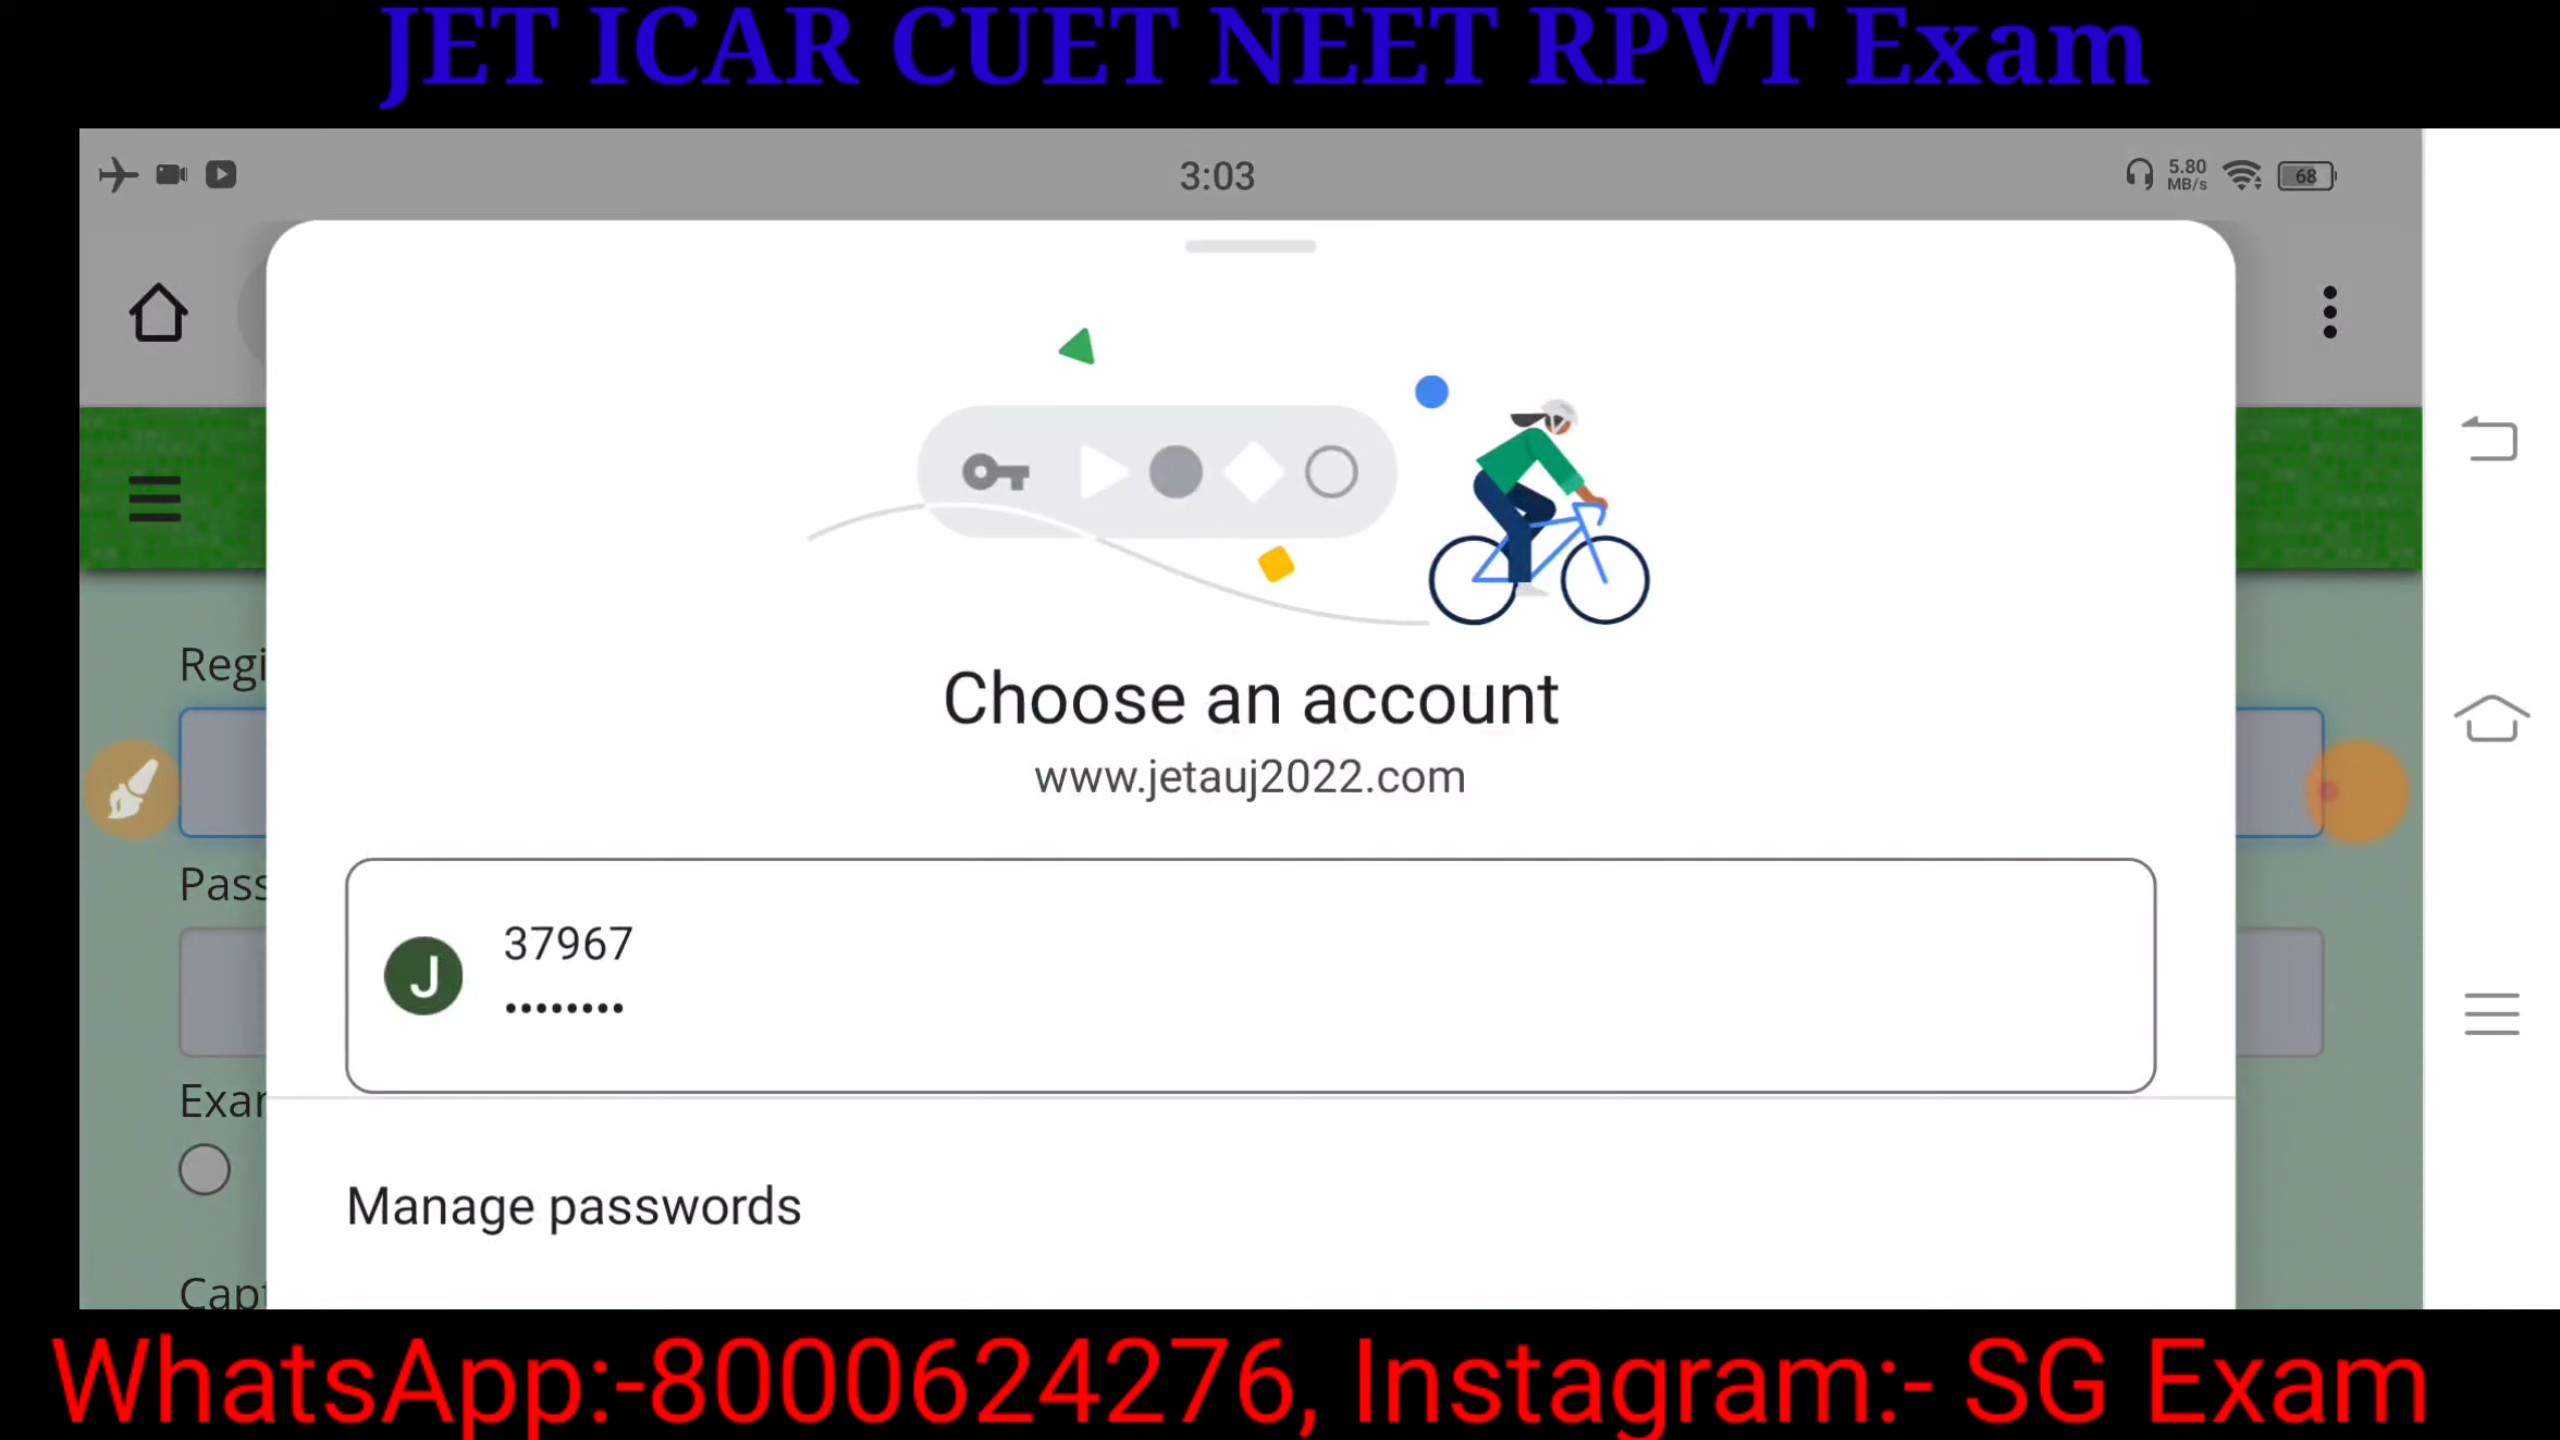 JET ICAR CUET NEET RPVT Exam
3:03
5.80
MB/s
68
Choose an account
www.jetauj2022.com
Regi
Pass
J
37967
••••••••
Exar
Manage passwords
Capt
WhatsApp:-8000624276, Instagram:- SG Exam